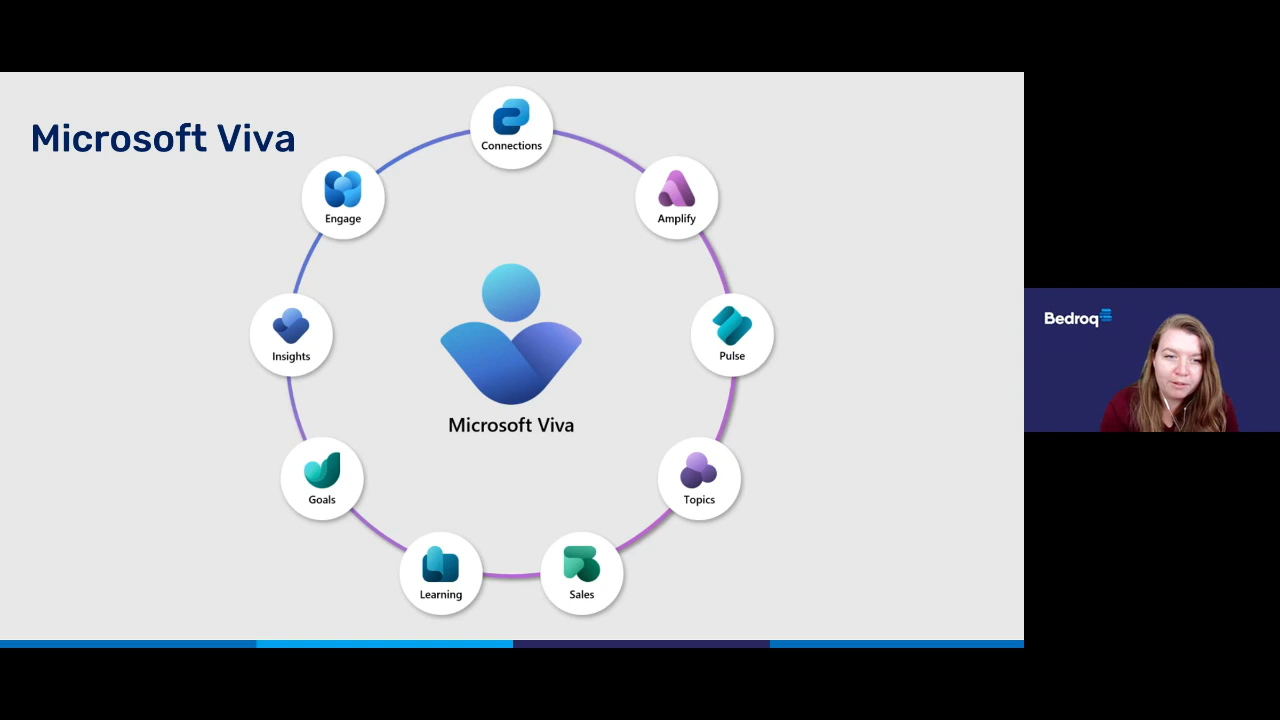 Microsoft Viva
Connections
Engage
Amplify
Insights
Pulse
Microsoft Viva
Goals
Topics
Learning
Sales
Bedroq